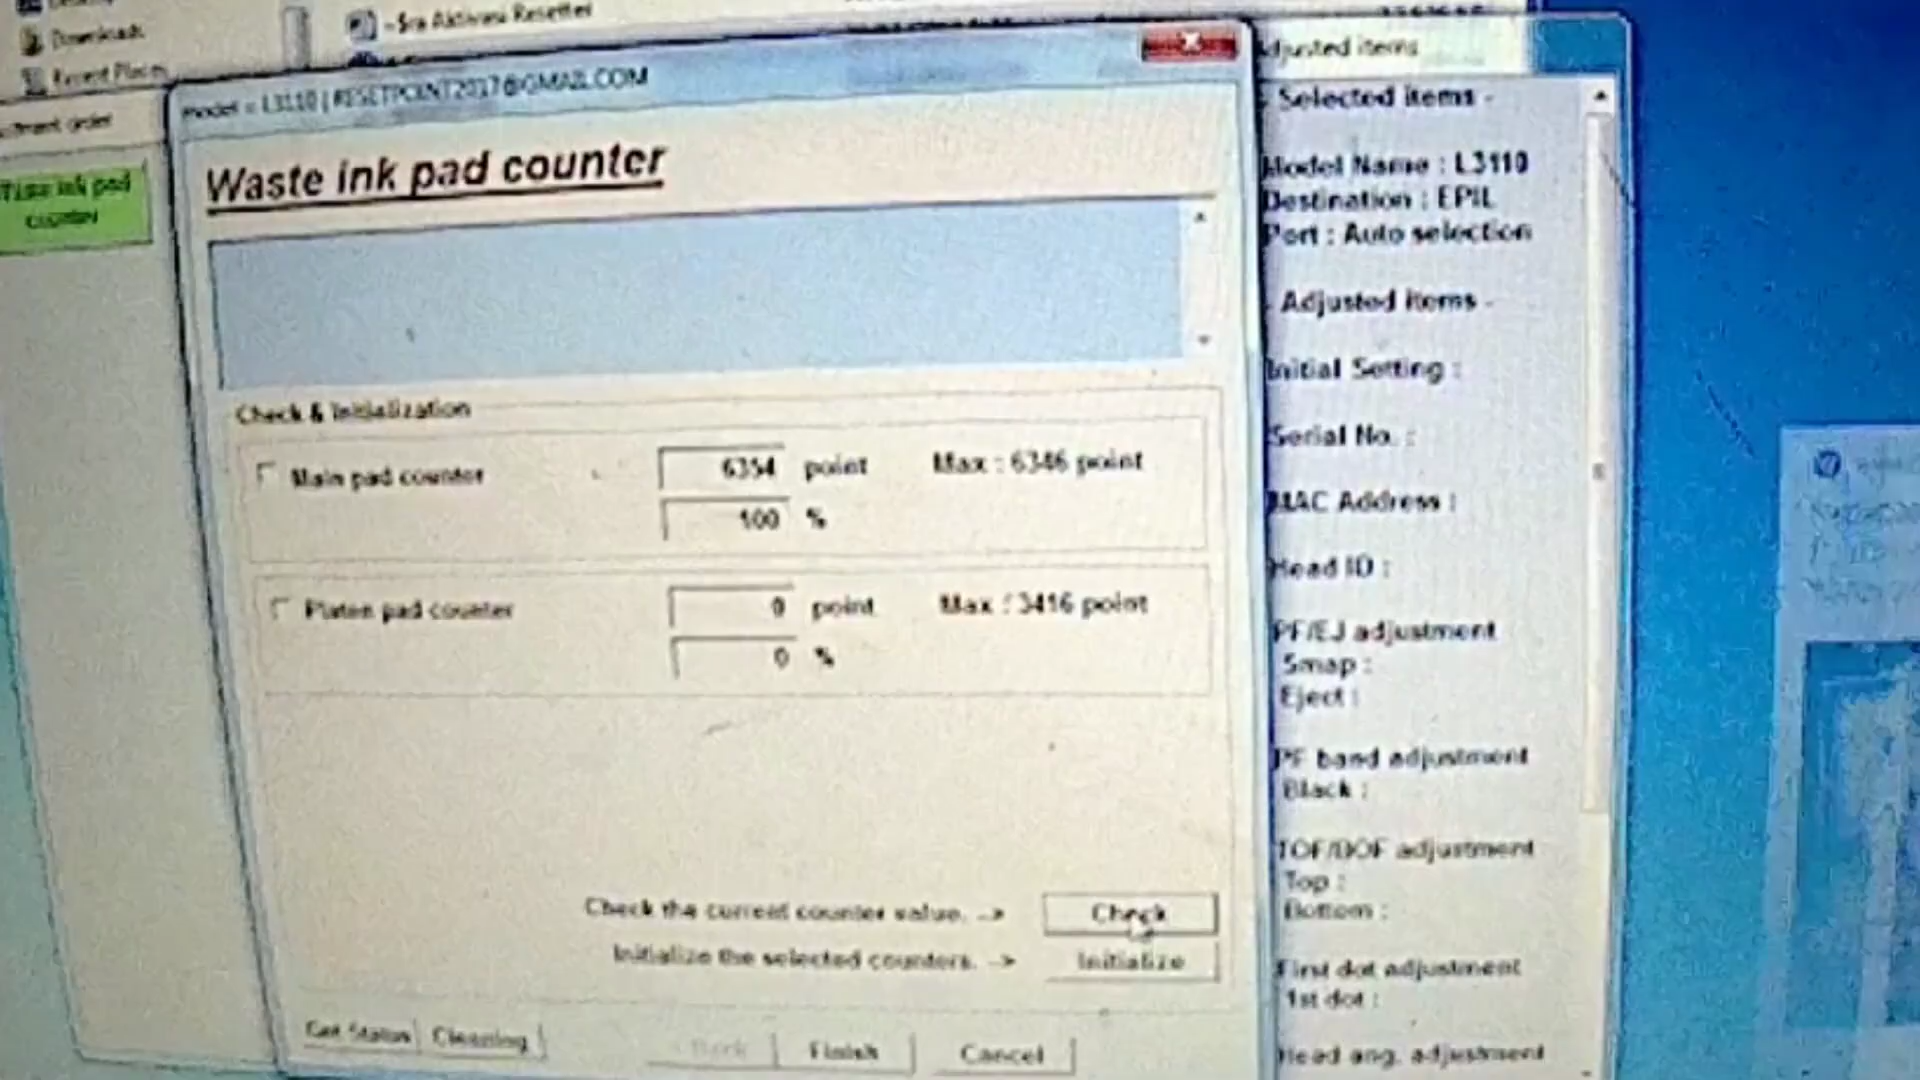 Downloads
Recent Places
- Sra Aktivasi Resetter
model = L3110 | RESETPOINT2017@GMAIL.COM
Waste ink pad counter
ink pad
counter
Check & Initialization
Main pad counter
6354 point Max : 6346 point
100 %
Platen pad counter
0 point Max : 3416 point
0 %
Check the current counter value. -->
Check
Initialize the selected counters. -->
Initialize
Get Status
Cleaning
Back
Finish
Cancel
Adjusted items
- Selected items -
Model Name : L3110
Destination : EPIL
Port : Auto selection
- Adjusted items -
Initial Setting :
Serial No. :
MAC Address :
Head ID :
PF/EJ adjustment
Smap :
Eject :
PF band adjustment
Black :
TOF/BOF adjustment
Top :
Bottom :
First dot adjustment
1st dot :
Head ang. adjustment